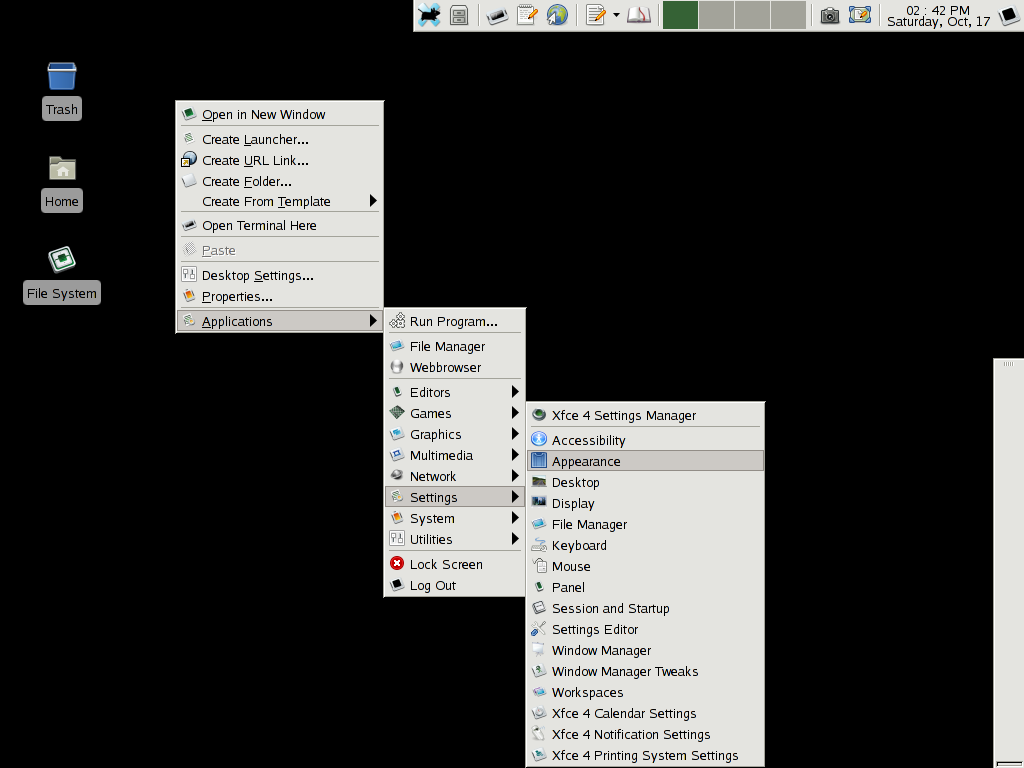 02 : 42 PM
Saturday, Oct, 17
Trash
Home
File System
Open in New Window
Create Launcher...
Create URL Link...
Create Folder...
Create From Template
Open Terminal Here
Paste
Desktop Settings...
Properties...
Applications
Run Program...
File Manager
Webbrowser
Editors
Games
Graphics
Multimedia
Network
Settings
System
Utilities
Lock Screen
Log Out
Xfce 4 Settings Manager
Accessibility
Appearance
Desktop
Display
File Manager
Keyboard
Mouse
Panel
Session and Startup
Settings Editor
Window Manager
Window Manager Tweaks
Workspaces
Xfce 4 Calendar Settings
Xfce 4 Notification Settings
Xfce 4 Printing System Settings